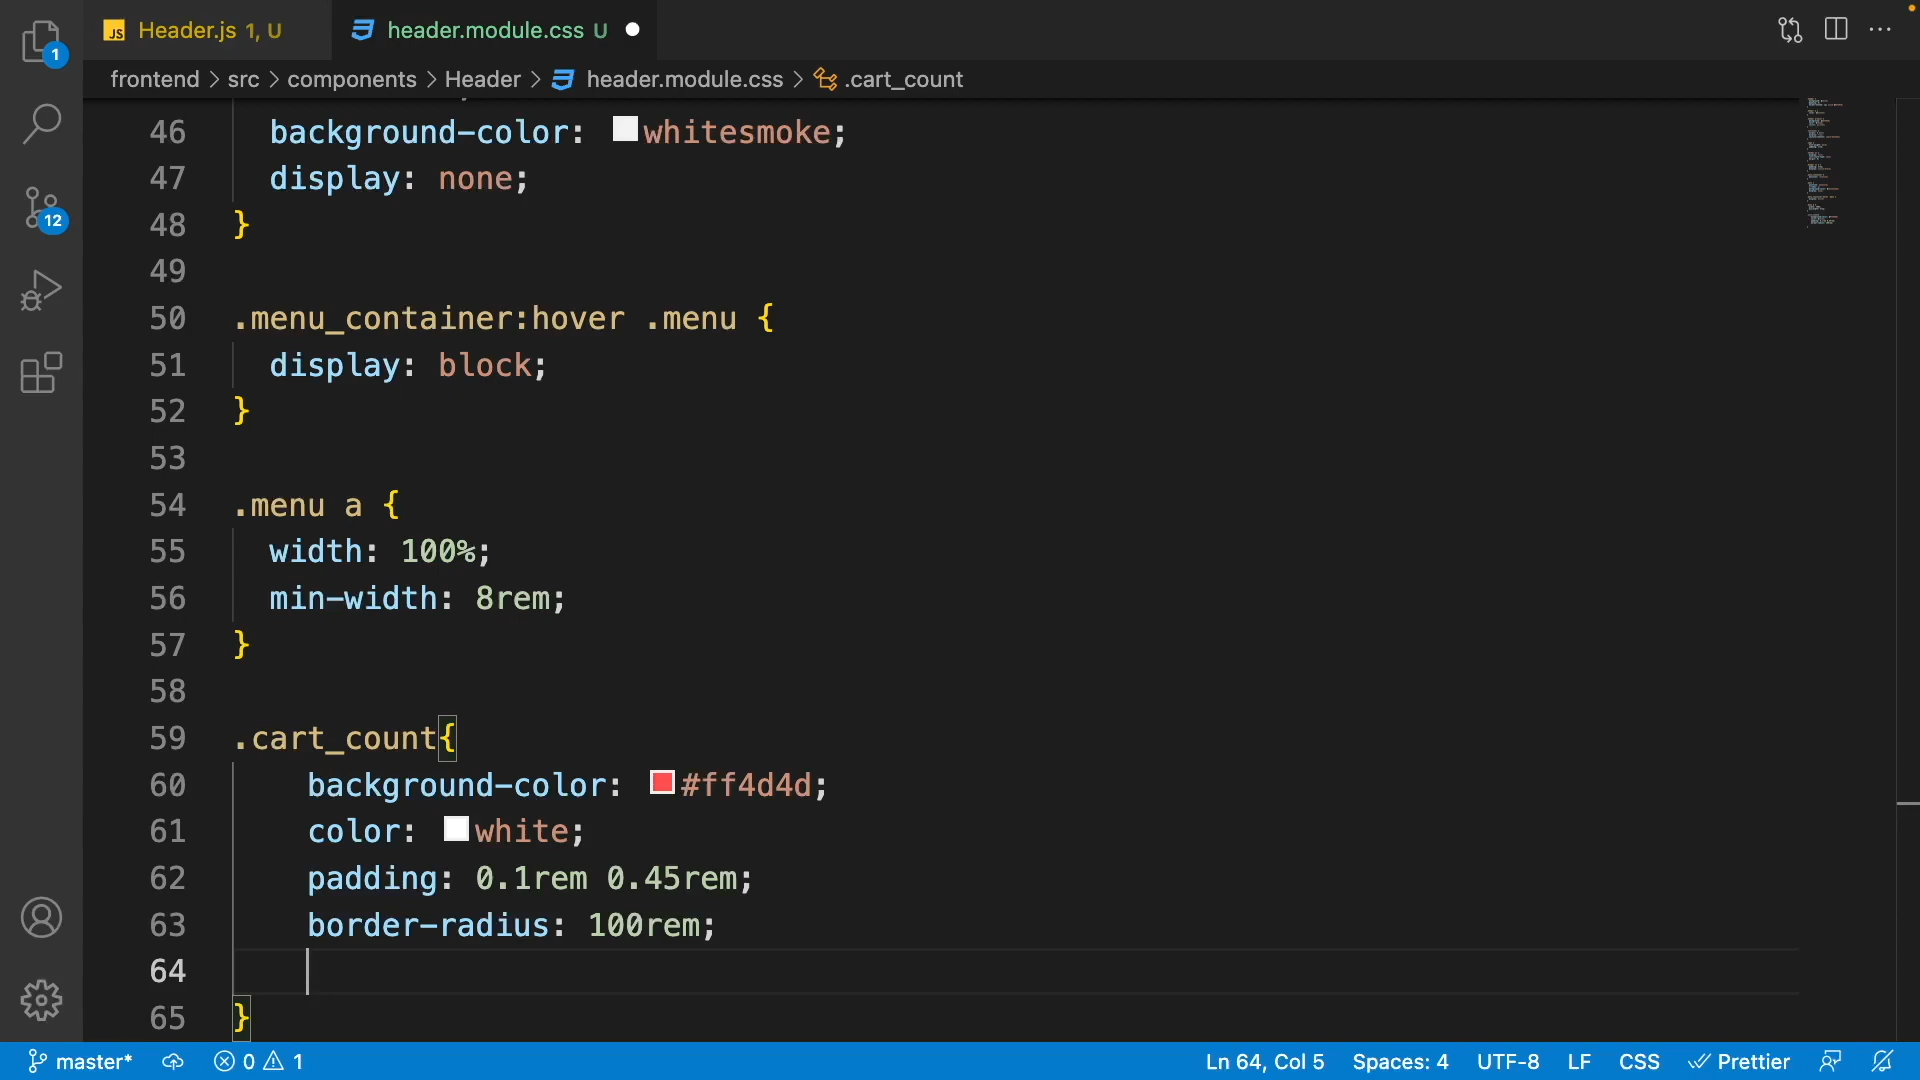 JS Header.js 1, U
header.module.css U
frontend > src > components > Header > header.module.css > .cart_count
1
12
46 background-color: whitesmoke;
47 display: none;
48 }
49
50 .menu_container:hover .menu {
51 display: block;
52 }
53
54 .menu a {
55 width: 100%;
56 min-width: 8rem;
57 }
58
59 .cart_count{
60 background-color: #ff4d4d;
61 color: white;
62 padding: 0.1rem 0.45rem;
63 border-radius: 100rem;
64
65 }
master* 0 1 Ln 64, Col 5 Spaces: 4 UTF-8 LF CSS Prettier